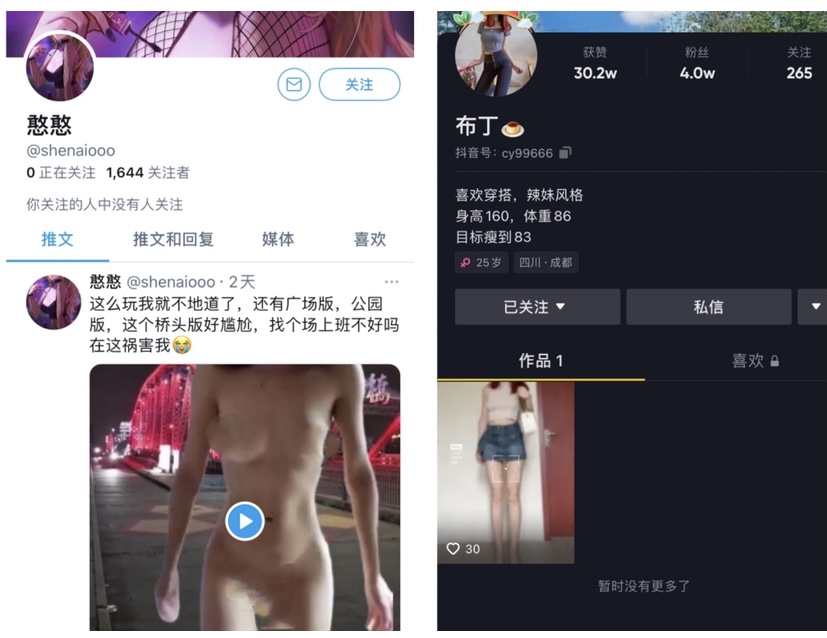 关注
憨憨
@shenaiooo
0 正在关注 1,644 关注者
你关注的人中没有人关注
推文 推文和回复 媒体 喜欢
憨憨 @shenaiooo · 2天
这么玩我就不地道了，还有广场版，公园
版，这个桥头版好尴尬，找个场上班不好吗
在这祸害我😭
获赞 粉丝 关注
30.2w 4.0w 265
布丁🍮
抖音号：cy99666
喜欢穿搭，辣妹风格
身高160，体重86
目标瘦到83
25岁 四川·成都
已关注 私信
作品 1 喜欢
30
暂时没有更多了